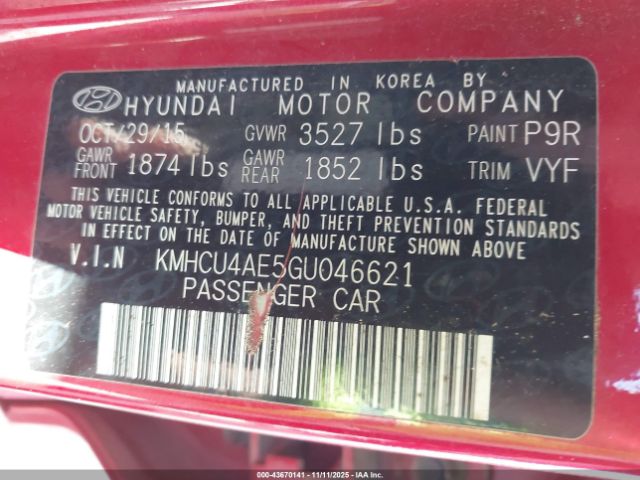 MANUFACTURED IN KOREA BY
HYUNDAI MOTOR COMPANY
OCT/29/15 GVWR 3527 lbs PAINT P9R
GAWR FRONT 1874 lbs GAWR REAR 1852 lbs TRIM VYF
THIS VEHICLE CONFORMS TO ALL APPLICABLE U.S.A. FEDERAL
MOTOR VEHICLE SAFETY, BUMPER, AND THEFT PREVENTION STANDARDS
IN EFFECT ON THE DATE OF MANUFACTURE SHOWN ABOVE
V.I.N KMHCU4AE5GU046621
PASSENGER CAR
000-43670141 - 11/11/2025 - IAA, LLC.